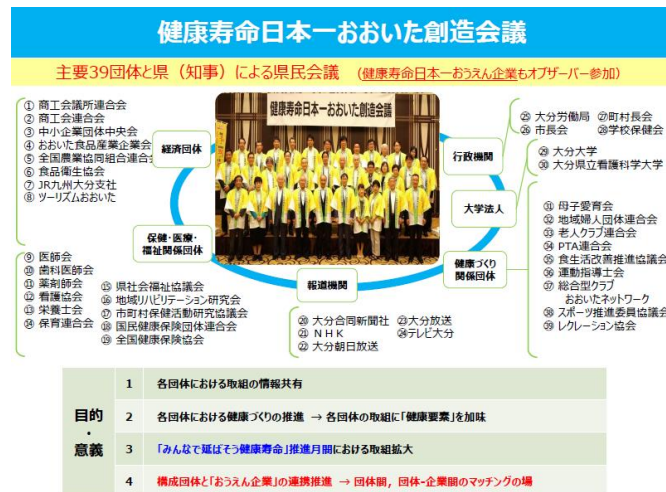 健康寿命日本一おおいた創造会議
主要39団体と県（知事）による県民会議 （健康寿命日本一おうえん企業もオブザーバー参加）
① 商工会議所連合会
② 商工会連合会
③ 中小企業団体中央会
④ おおいた食品産業企業会
⑤ 全国農業協同組合連合会
⑥ 食品衛生協会
⑦ JR九州大分支社
⑧ ツーリズムおおいた
経済団体
健康寿命日本一おおいた創造会議
行政機関
㉕ 大分労働局 ㉗町村長会
㉖ 市長会 ㉘学校保健会
大学法人
㉙ 大分大学
㉚ 大分県立看護科学大学
保健・医療・
福祉関係団体
⑨ 医師会
⑩ 歯科医師会
⑪ 薬剤師会
⑫ 看護協会
⑬ 栄養士会
⑭ 保育連合会
⑮ 県社会福祉協議会
⑯ 地域リハビリテーション研究会
⑰ 市町村保健活動研究協議会
⑱ 国民健康保険団体連合会
⑲ 全国健康保険協会
報道機関
⑳ 大分合同新聞社 ㉓大分放送
㉑ ＮＨＫ ㉔テレビ大分
㉒ 大分朝日放送
健康づくり
関係団体
㉛ 母子愛育会
㉜ 地域婦人団体連合会
㉝ 老人クラブ連合会
㉞ PTA連合会
㉟ 食生活改善推進協議会
㊱ 運動指導士会
㊲ 総合型クラブ
おおいたネットワーク
㊳ スポーツ推進委員協議会
㊴ レクレーション協会
目的
・
意義
1 各団体における取組の情報共有
2 各団体における健康づくりの推進 → 各団体の取組に「健康要素」を加味
3 「みんなで延ばそう健康寿命」推進月間における取組拡大
4 構成団体と「おうえん企業」の連携推進 → 団体間，団体-企業間のマッチングの場